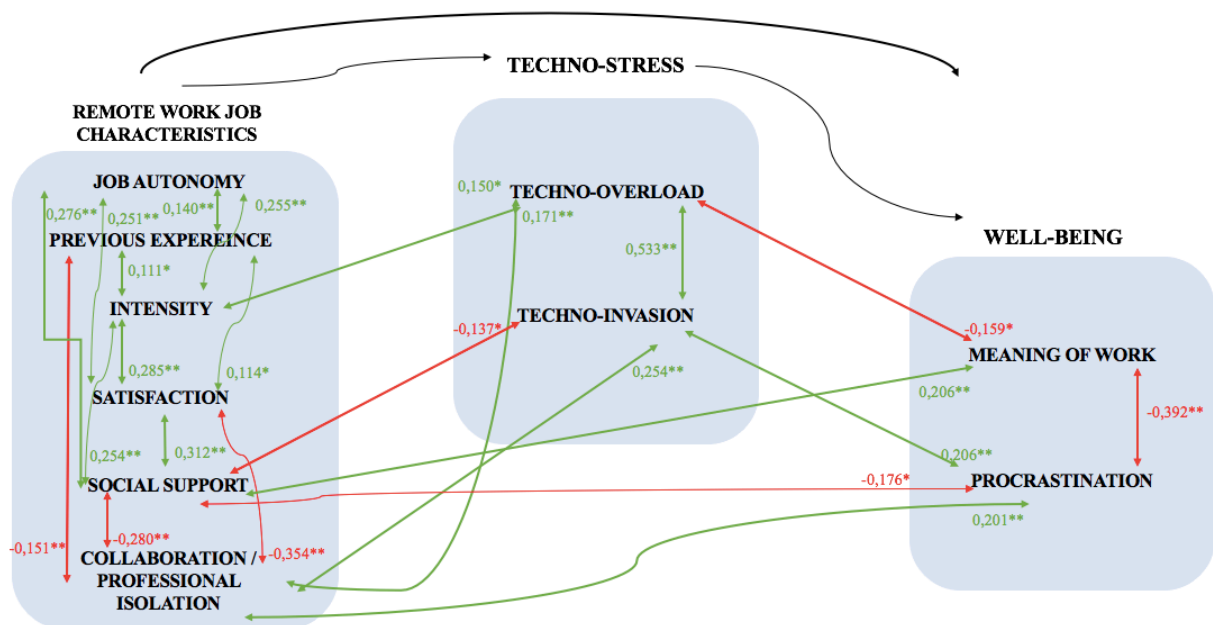 TECHNO-STRESS
REMOTE WORK JOB
CHARACTERISTICS
JOB AUTONOMY
0,276**
0,251**
0,140**
0,255**
PREVIOUS EXPEREINCE
0,111*
INTENSITY
0,285**
0,114*
SATISFACTION
0,254**
0,312**
SOCIAL SUPPORT
-0,151**
-0,280**
-0,354**
COLLABORATION /
PROFESSIONAL
ISOLATION
0,150*
TECHNO-OVERLOAD
0,171**
0,533**
TECHNO-INVASION
-0,137*
0,254**
WELL-BEING
-0,159*
MEANING OF WORK
0,206**
-0,392**
0,206**
PROCRASTINATION
-0,176*
0,201**